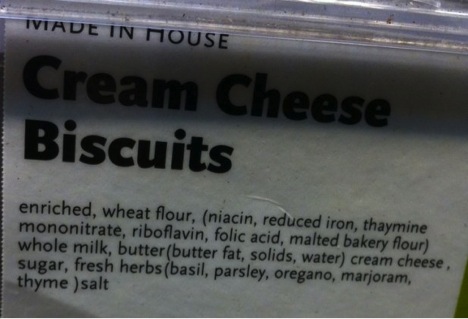 MADE IN HOUSE
Cream Cheese
Biscuits
enriched, wheat flour, (niacin, reduced iron, thaymine
mononitrate, riboflavin, folic acid, malted bakery flour)
whole milk, butter(butter fat, solids, water) cream cheese,
sugar, fresh herbs(basil, parsley, oregano, marjoram,
thyme )salt